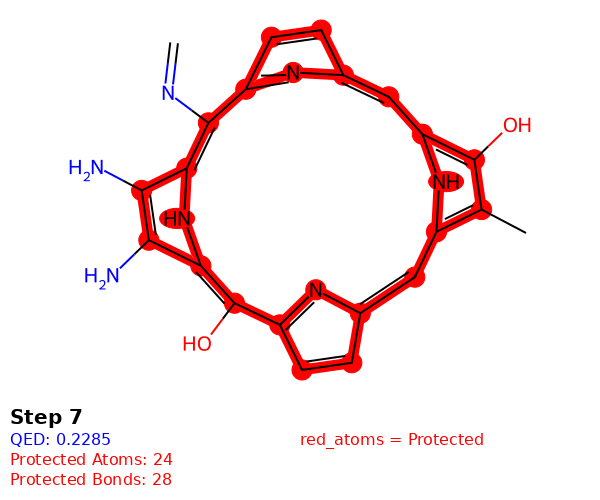 N
N
OH
H2N
NH
HN
H2N
N
HO
Step 7
QED: 0.2285
red_atoms = Protected
Protected Atoms: 24
Protected Bonds: 28